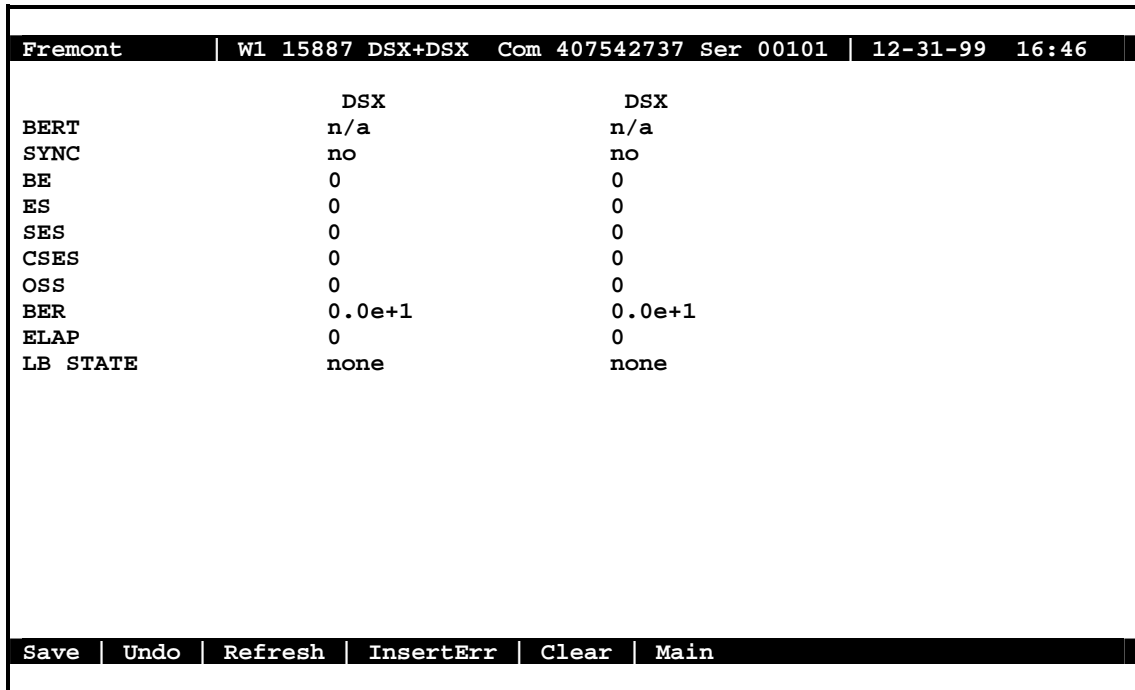 Fremont | W1 15887 DSX+DSX Com 407542737 Ser 00101 | 12-31-99 16:46
DSX DSX
BERT n/a n/a
SYNC no no
BE 0 0
ES 0 0
SES 0 0
CSES 0 0
OSS 0 0
BER 0.0e+1 0.0e+1
ELAP 0 0
LB STATE none none
Save | Undo | Refresh | InsertErr | Clear | Main